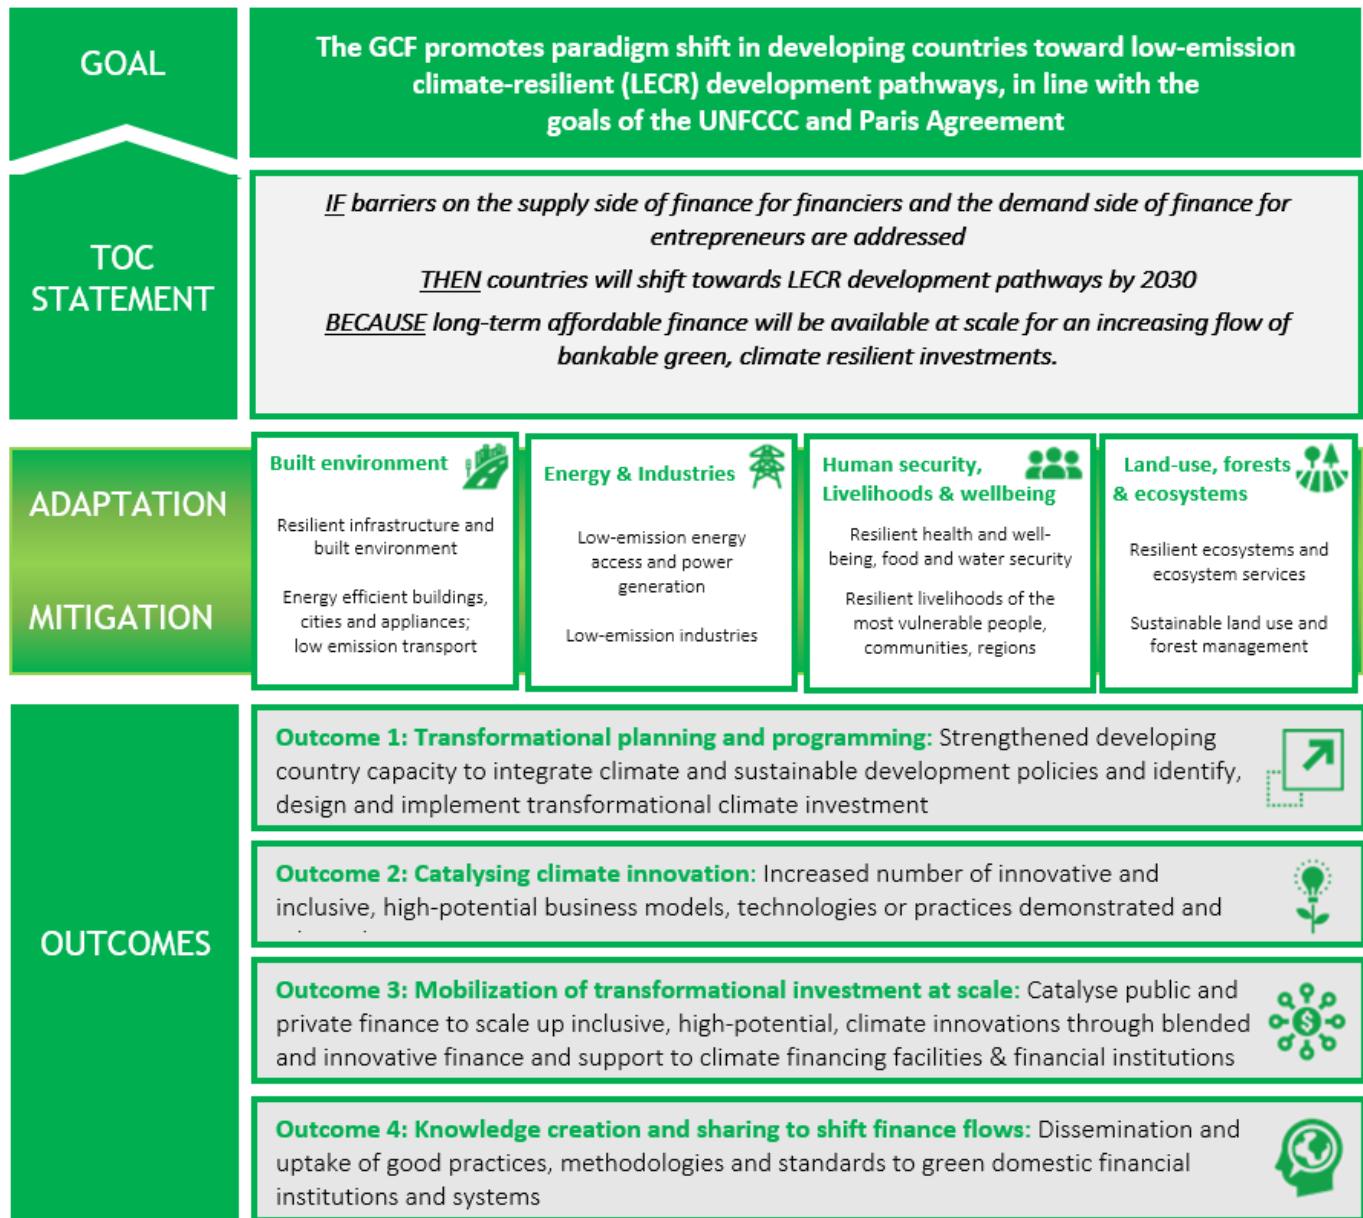 GOAL
The GCF promotes paradigm shift in developing countries toward low-emission
climate-resilient (LECR) development pathways, in line with the
goals of the UNFCCC and Paris Agreement
TOC
STATEMENT
IF barriers on the supply side of finance for financiers and the demand side of finance for
entrepreneurs are addressed
THEN countries will shift towards LECR development pathways by 2030
BECAUSE long-term affordable finance will be available at scale for an increasing flow of
bankable green, climate resilient investments.
ADAPTATION
MITIGATION
Built environment
Resilient infrastructure and
built environment
Energy efficient buildings,
cities and appliances;
low emission transport
Energy & Industries
Low-emission energy
access and power
generation
Low-emission industries
Human security,
Livelihoods & wellbeing
Resilient health and well-
being, food and water security
Resilient livelihoods of the
most vulnerable people,
communities, regions
Land-use, forests
& ecosystems
Resilient ecosystems and
ecosystem services
Sustainable land use and
forest management
OUTCOMES
Outcome 1: Transformational planning and programming: Strengthened developing
country capacity to integrate climate and sustainable development policies and identify,
design and implement transformational climate investment
Outcome 2: Catalysing climate innovation: Increased number of innovative and
inclusive, high-potential business models, technologies or practices demonstrated and
Outcome 3: Mobilization of transformational investment at scale: Catalyse public and
private finance to scale up inclusive, high-potential, climate innovations through blended
and innovative finance and support to climate financing facilities & financial institutions
Outcome 4: Knowledge creation and sharing to shift finance flows: Dissemination and
uptake of good practices, methodologies and standards to green domestic financial
institutions and systems